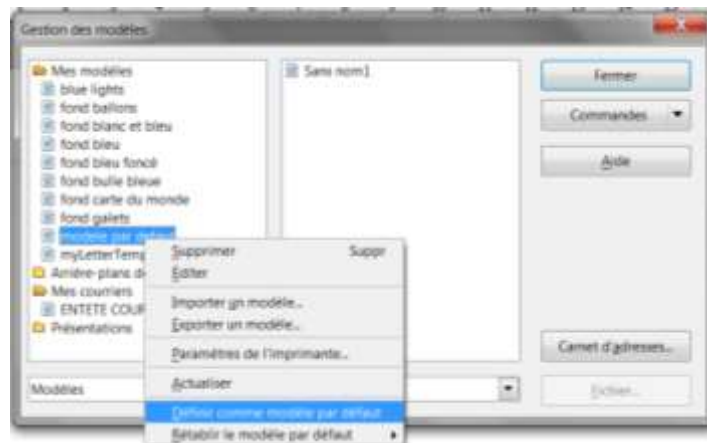 Gestion des modèles
Mes modèles
blue lights
fond ballons
fond blanc et bleu
fond bleu
fond bleu foncé
fond bulle bleue
fond carte du monde
fond galets
modèle par défaut
myLetterTemp
Arrière-plans d
Mes courriers
ENTETE COUR
Présentations
Sans nom1
Fermer
Commandes
Aide
Carnet d'adresses...
Modèles
Fichier...
Supprimer Suppr
Éditer
Importer un modèle...
Exporter un modèle...
Paramètres de l'imprimante...
Actualiser
Définir comme modèle par défaut
Rétablir le modèle par défaut